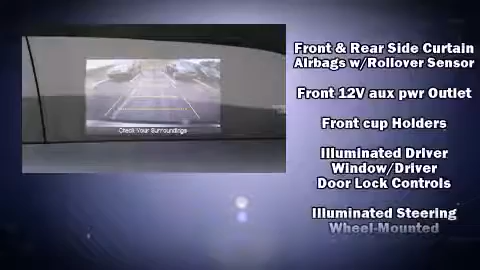 Front & Rear Side Curtain
Airbags w/Rollover Sensor
Front 12V aux pwr Outlet
Front cup Holders
Illuminated Driver
Window/Driver
Door Lock Controls
Illuminated Steering
Wheel-Mounted
Check Your Surroundings